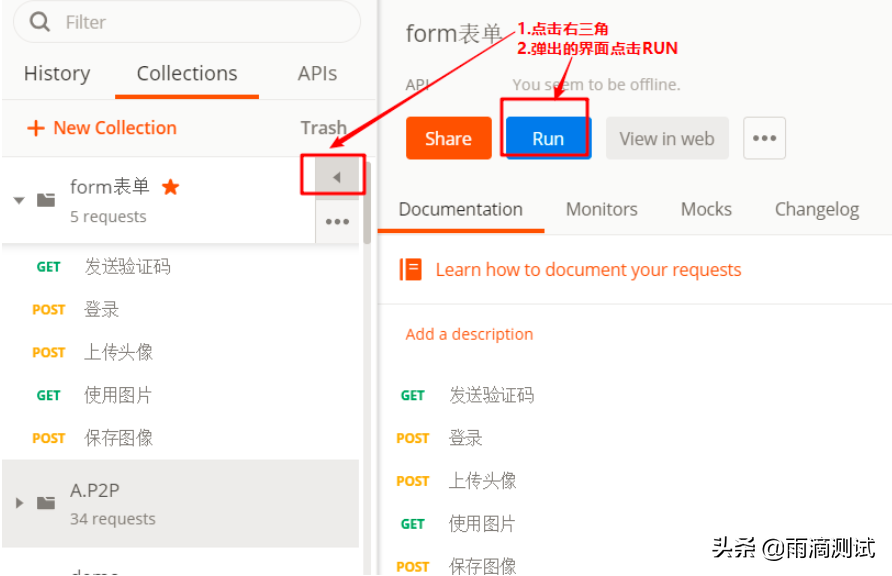 Filter
History
Collections
APIs
+ New Collection
Trash
form表单
5 requests
GET 发送验证码
POST 登录
POST 上传头像
GET 使用图片
POST 保存图像
A.P2P
34 requests
form表单
1.点击右三角
2.弹出的界面点击RUN
API
You seem to be offline.
Share
Run
View in web
Documentation
Monitors
Mocks
Changelog
Learn how to document your requests
Add a description
GET 发送验证码
POST 登录
POST 上传头像
GET 使用图片
POST 保存图像
头条 @雨滴测试